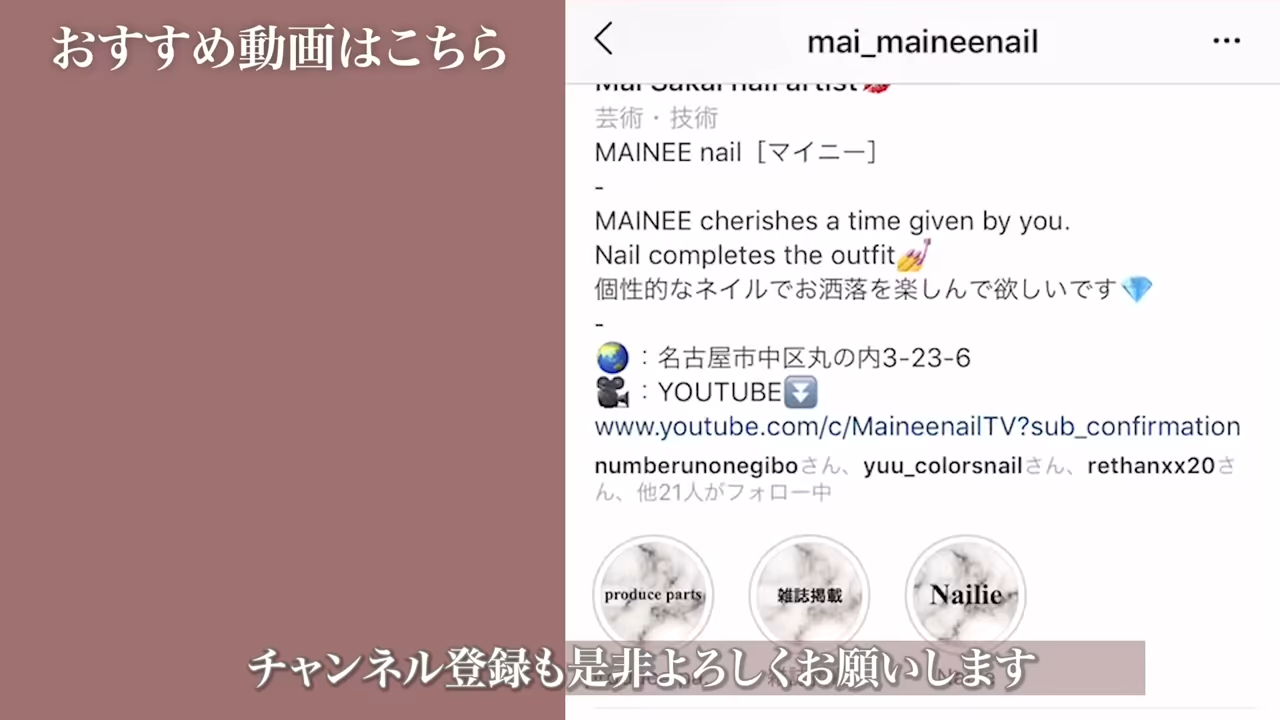 おすすめ動画はこちら
mai_maineenail
Mai Sakai nail artist
芸術・技術
MAINEE nail［マイニー］
-
MAINEE cherishes a time given by you.
Nail completes the outfit💅
個性的なネイルでお洒落を楽しんで欲しいです💎
-
🌏：名古屋市中区丸の内3-23-6
🎥：YOUTUBE⏬
www.youtube.com/c/MaineenailTV?sub_confirmation
numberunonegiboさん、yuu_colorsnailさん、rethanxx20さ
ん、他21人がフォロー中
produce parts
雑誌掲載
Nailie
チャンネル登録も是非よろしくお願いします